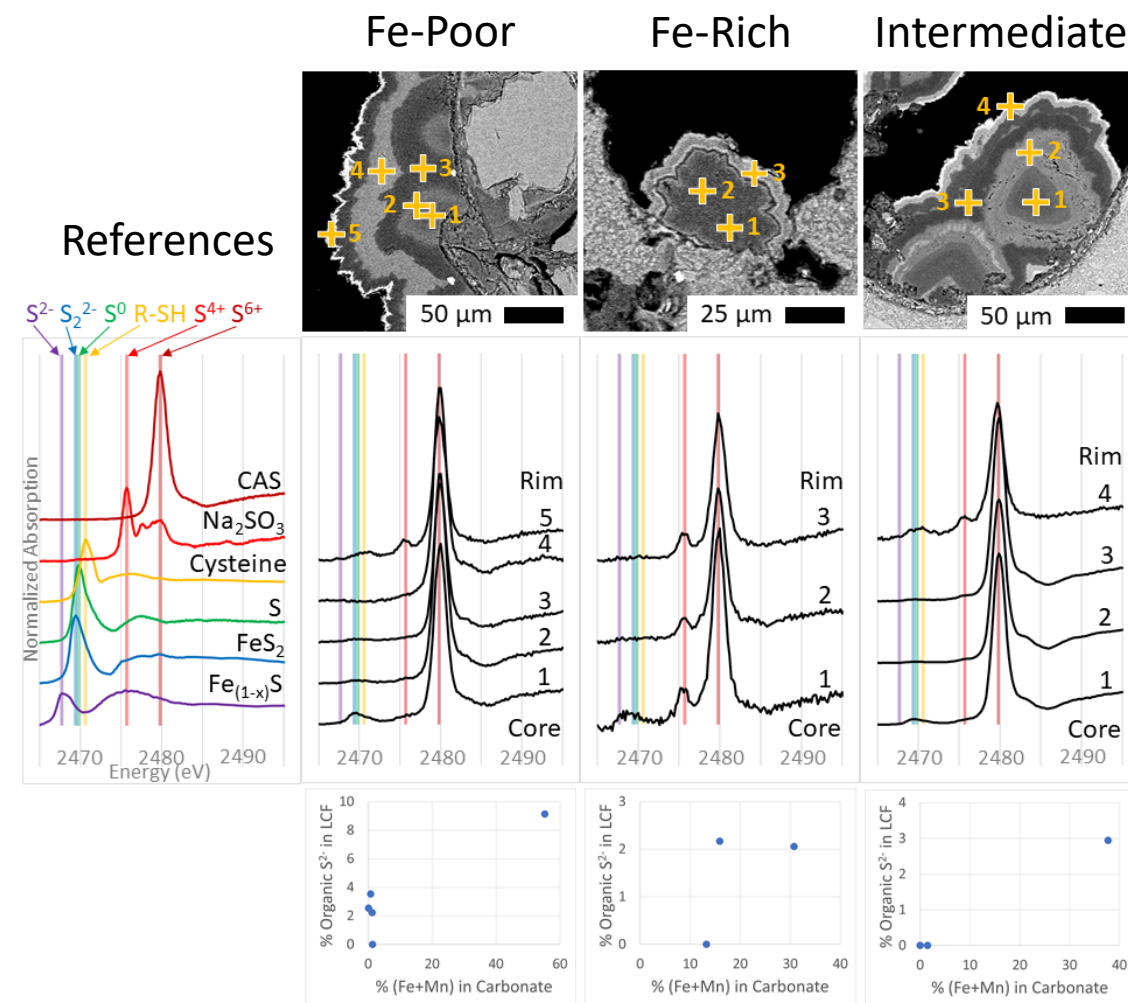 Fe-Poor Fe-Rich Intermediate
4 3
2 1
5
50 µm
2 3
1
25 µm
4
2
3 1
50 µm
References
S²⁻ S₂²⁻ S⁰ R-SH S⁴⁺ S⁶⁺
Normalized Absorption
CAS
Na₂SO₃
Cysteine
S
FeS₂
Fe₍₁₋ₓ₎S
2470 2480 2490
Energy (eV)
Rim
5
4
3
2
1
Core
2470 2480 2490
Rim
3
2
1
Core
2470 2480 2490
Rim
4
3
2
1
Core
2470 2480 2490
% Organic S²⁻ in LCF
10
8
6
4
2
0
0 20 40 60
% (Fe+Mn) in Carbonate
% Organic S²⁻ in LCF
3
2
1
0
0 10 20 30 40
% (Fe+Mn) in Carbonate
% Organic S²⁻ in LCF
4
3
2
1
0
0 10 20 30 40
% (Fe+Mn) in Carbonate